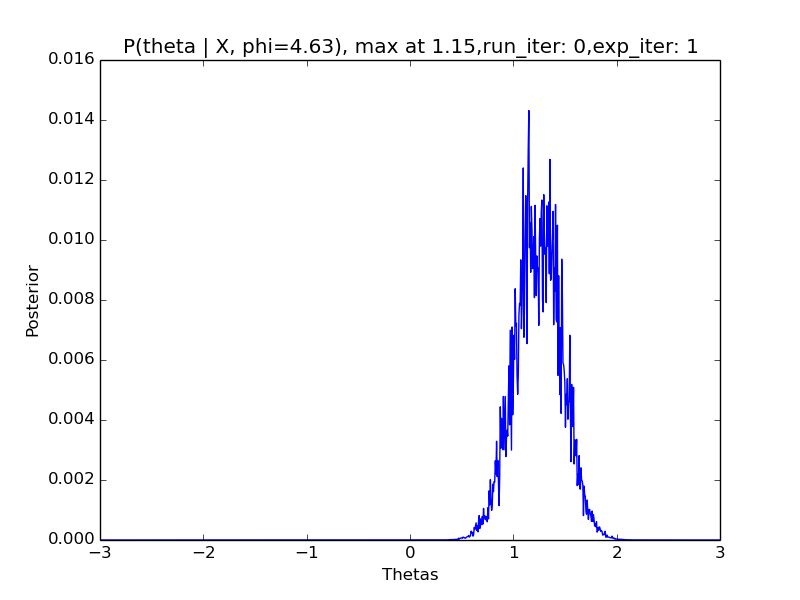 P(theta | X, phi=4.63), max at 1.15,run_iter: 0,exp_iter: 1
0.016
0.014
0.012
0.010
0.008
0.006
0.004
0.002
0.000
Posterior
−3 −2 −1 0 1 2 3
Thetas